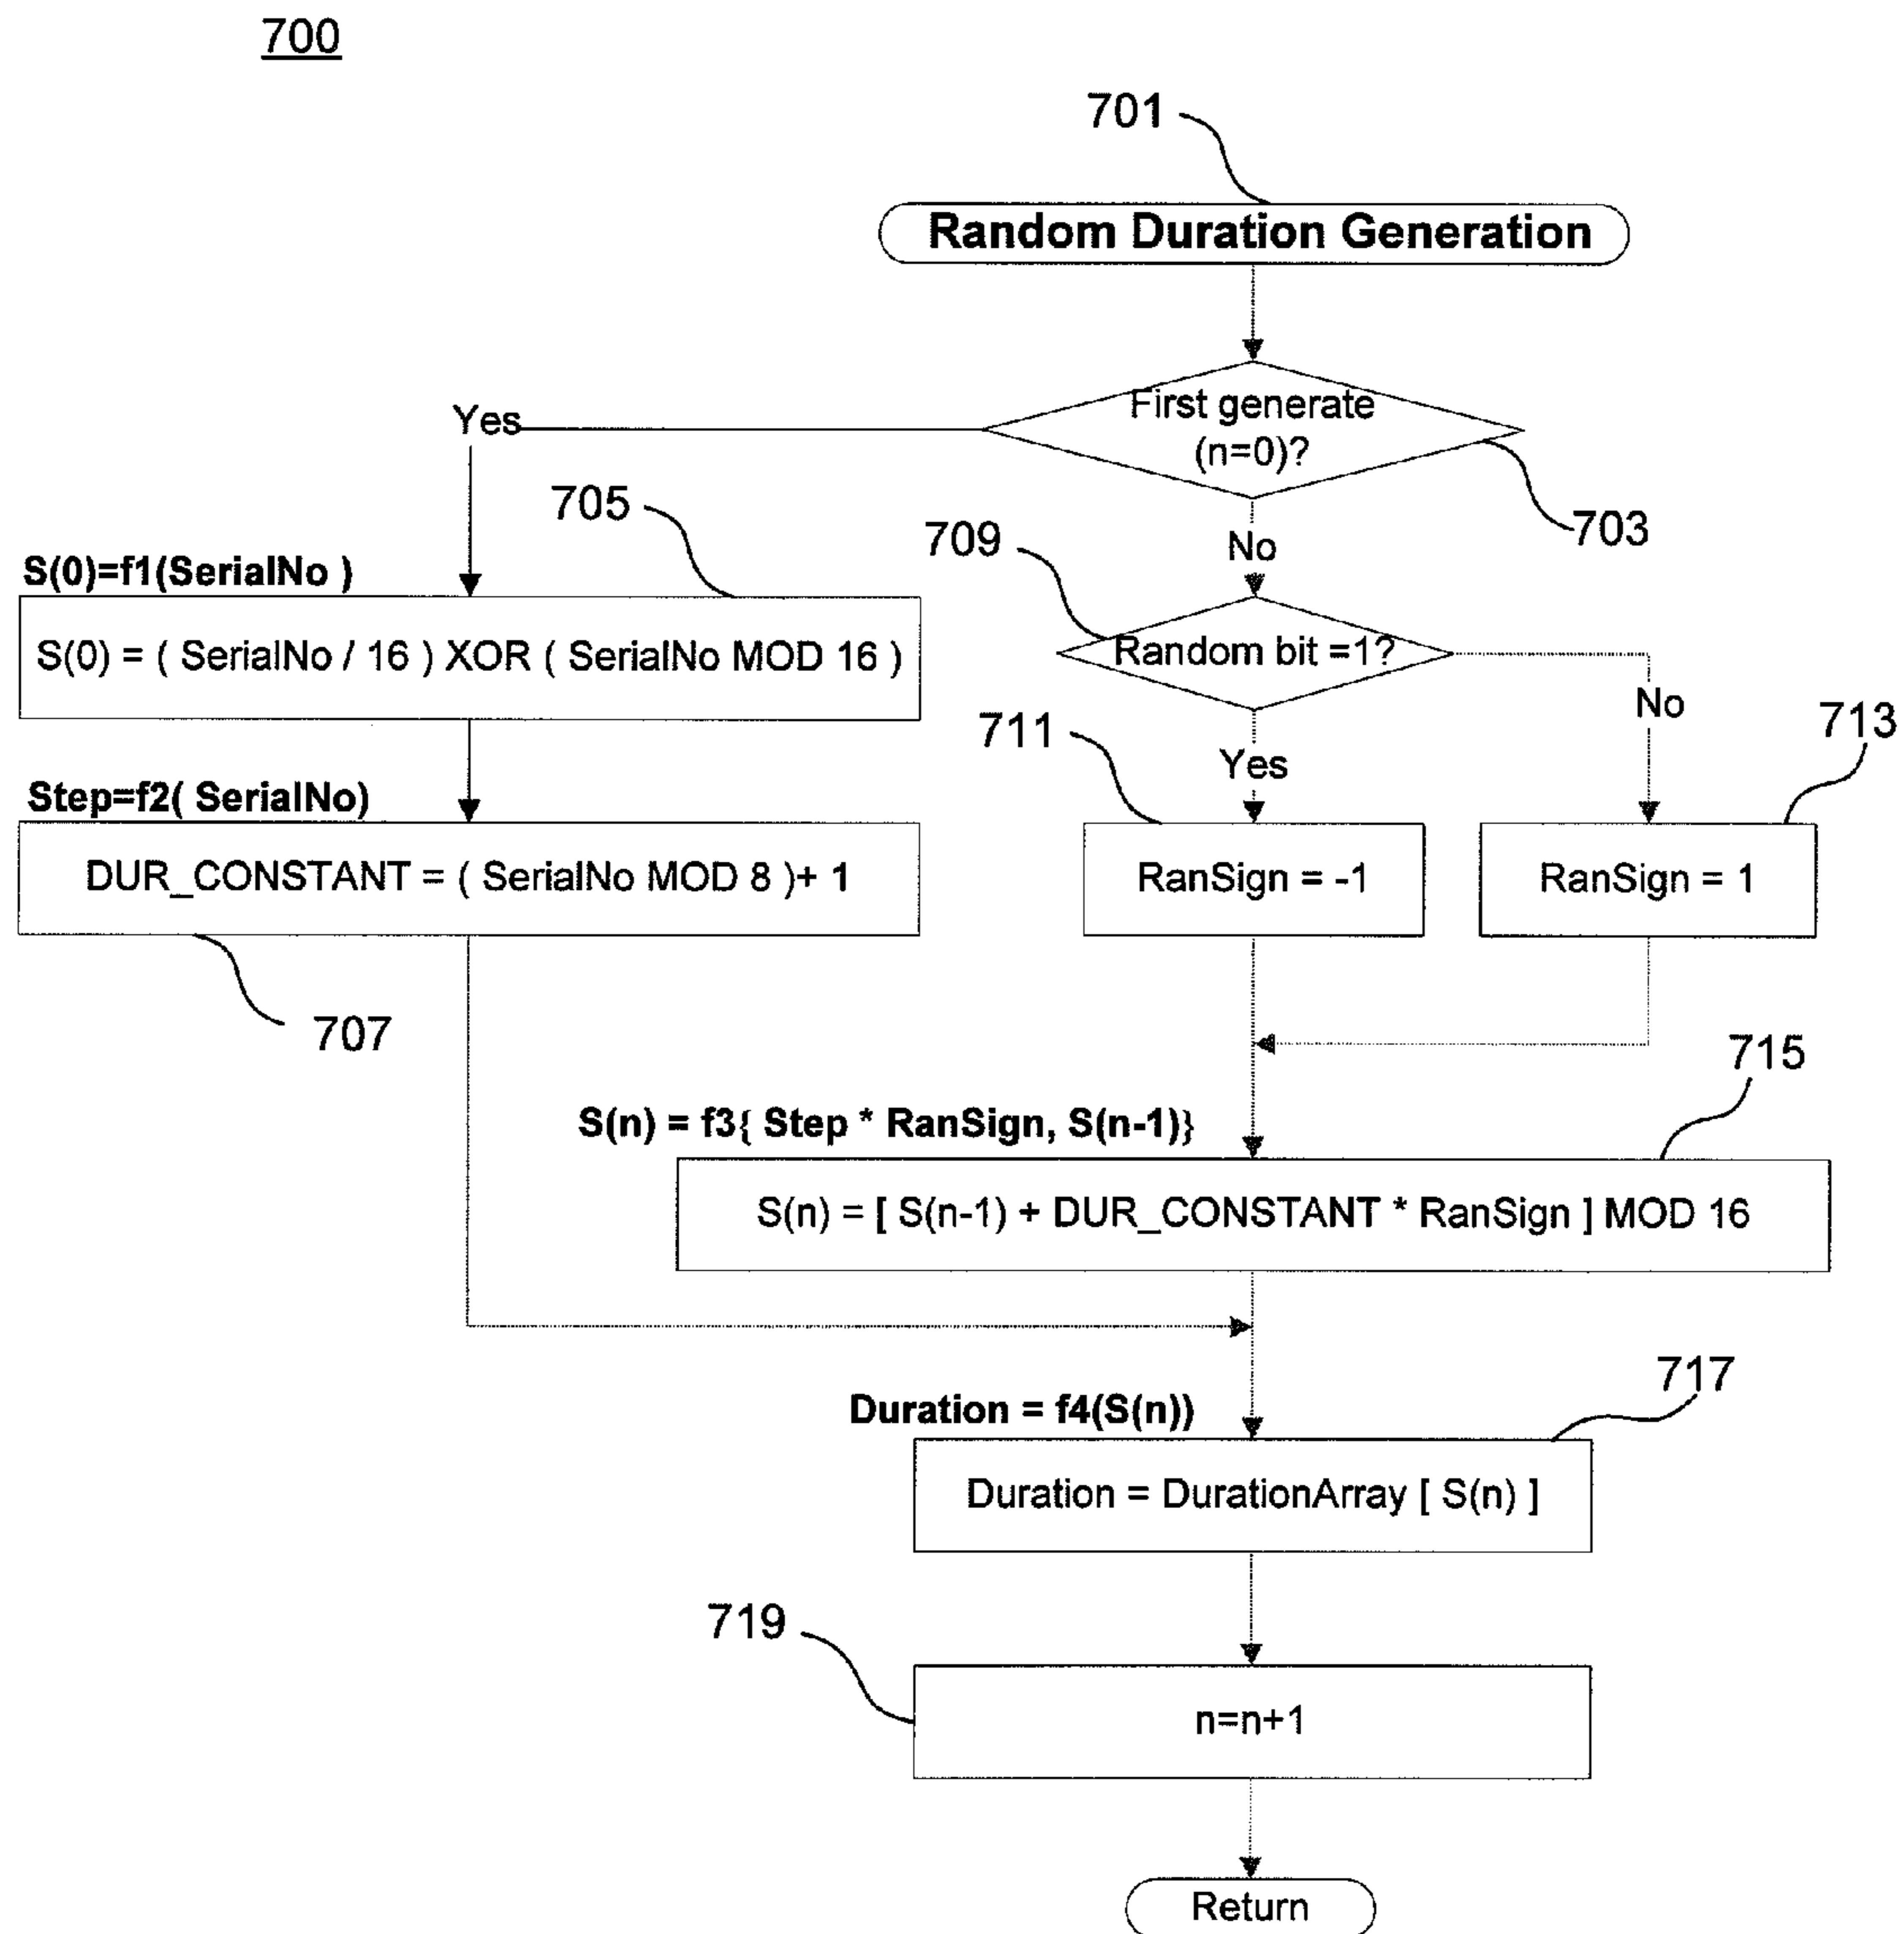 700
701
Random Duration Generation
First generate
(n=0)?
Yes
703
705
709
No
S(0)=f1(SerialNo )
S(0) = ( SerialNo / 16 ) XOR ( SerialNo MOD 16 )
Random bit =1?
No
711
Yes
713
Step=f2( SerialNo)
DUR_CONSTANT = ( SerialNo MOD 8 )+ 1
RanSign = -1
RanSign = 1
707
715
S(n) = f3{ Step * RanSign, S(n-1)}
S(n) = [ S(n-1) + DUR_CONSTANT * RanSign ] MOD 16
717
Duration = f4(S(n))
Duration = DurationArray [ S(n) ]
719
n=n+1
Return